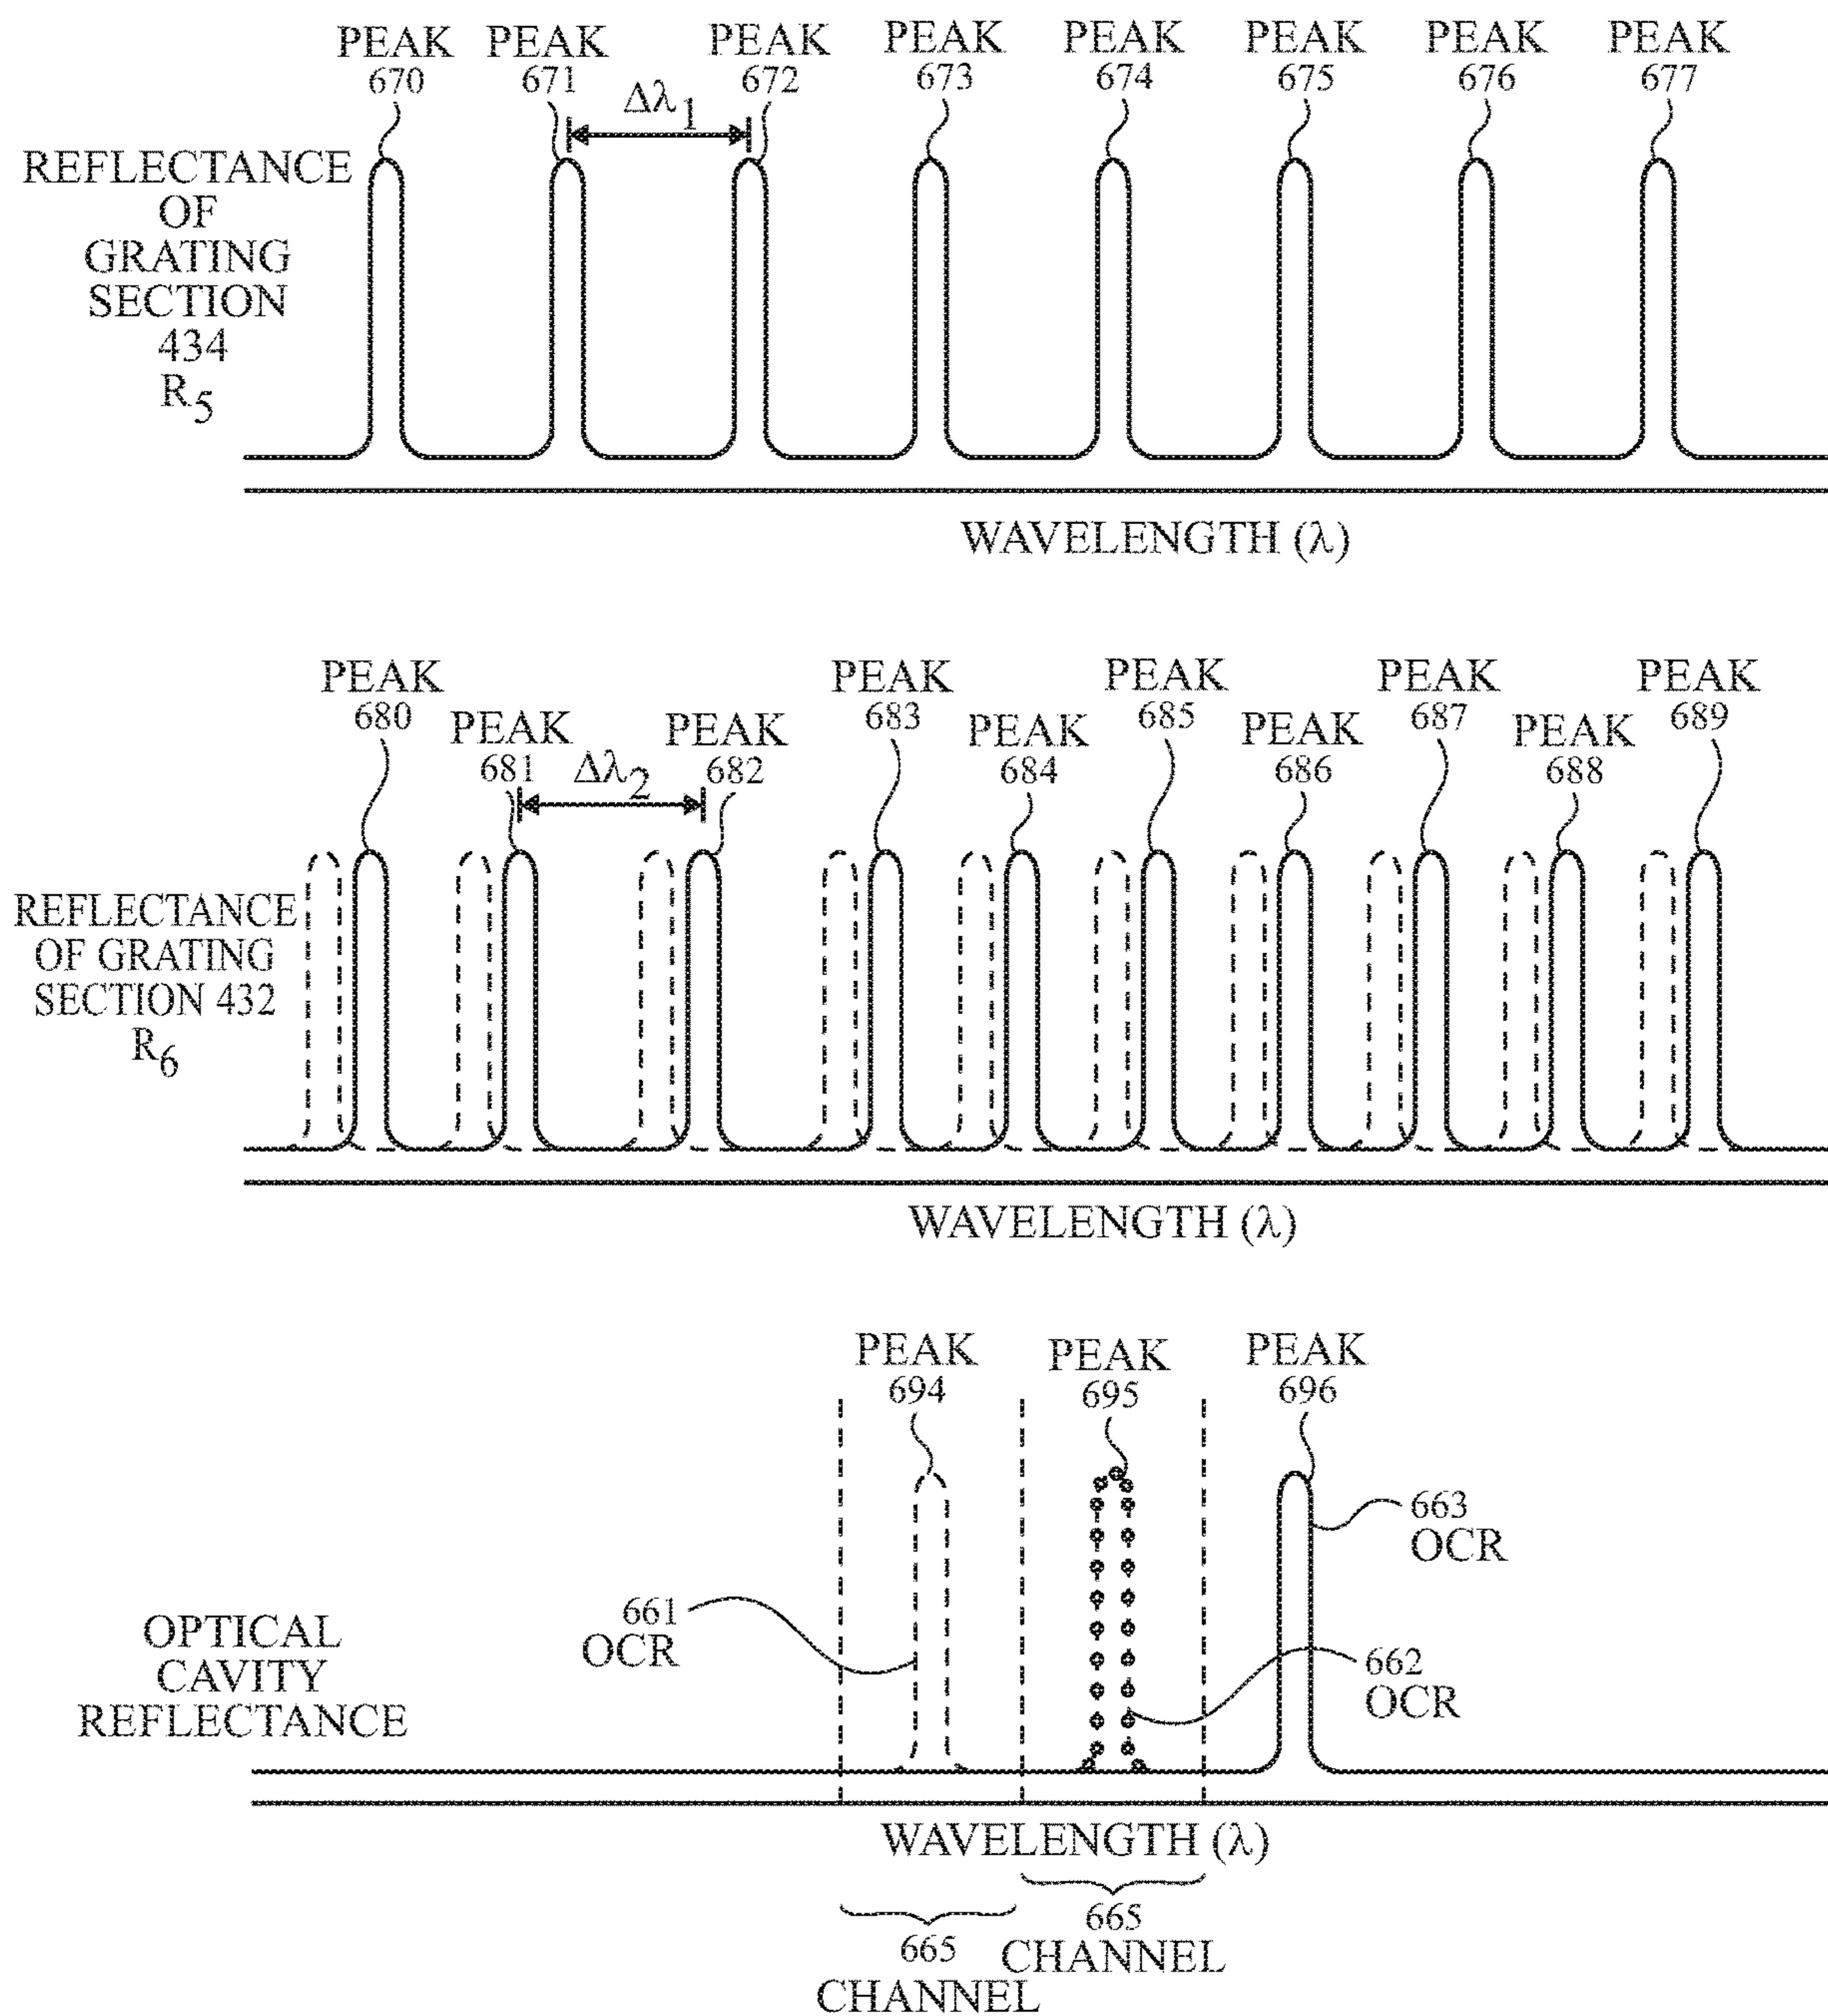 PEAK 670
PEAK 671
PEAK 672
PEAK 673
PEAK 674
PEAK 675
PEAK 676
PEAK 677
Δλ1
REFLECTANCE
OF
GRATING
SECTION
434
R5
WAVELENGTH (λ)
PEAK 680
PEAK 681
Δλ2
PEAK 682
PEAK 683
PEAK 684
PEAK 685
PEAK 686
PEAK 687
PEAK 688
PEAK 689
REFLECTANCE
OF GRATING
SECTION 432
R6
WAVELENGTH (λ)
PEAK 694
PEAK 695
PEAK 696
663
OCR
661
OCR
662
OCR
OPTICAL
CAVITY
REFLECTANCE
WAVELENGTH (λ)
665
CHANNEL
665
CHANNEL